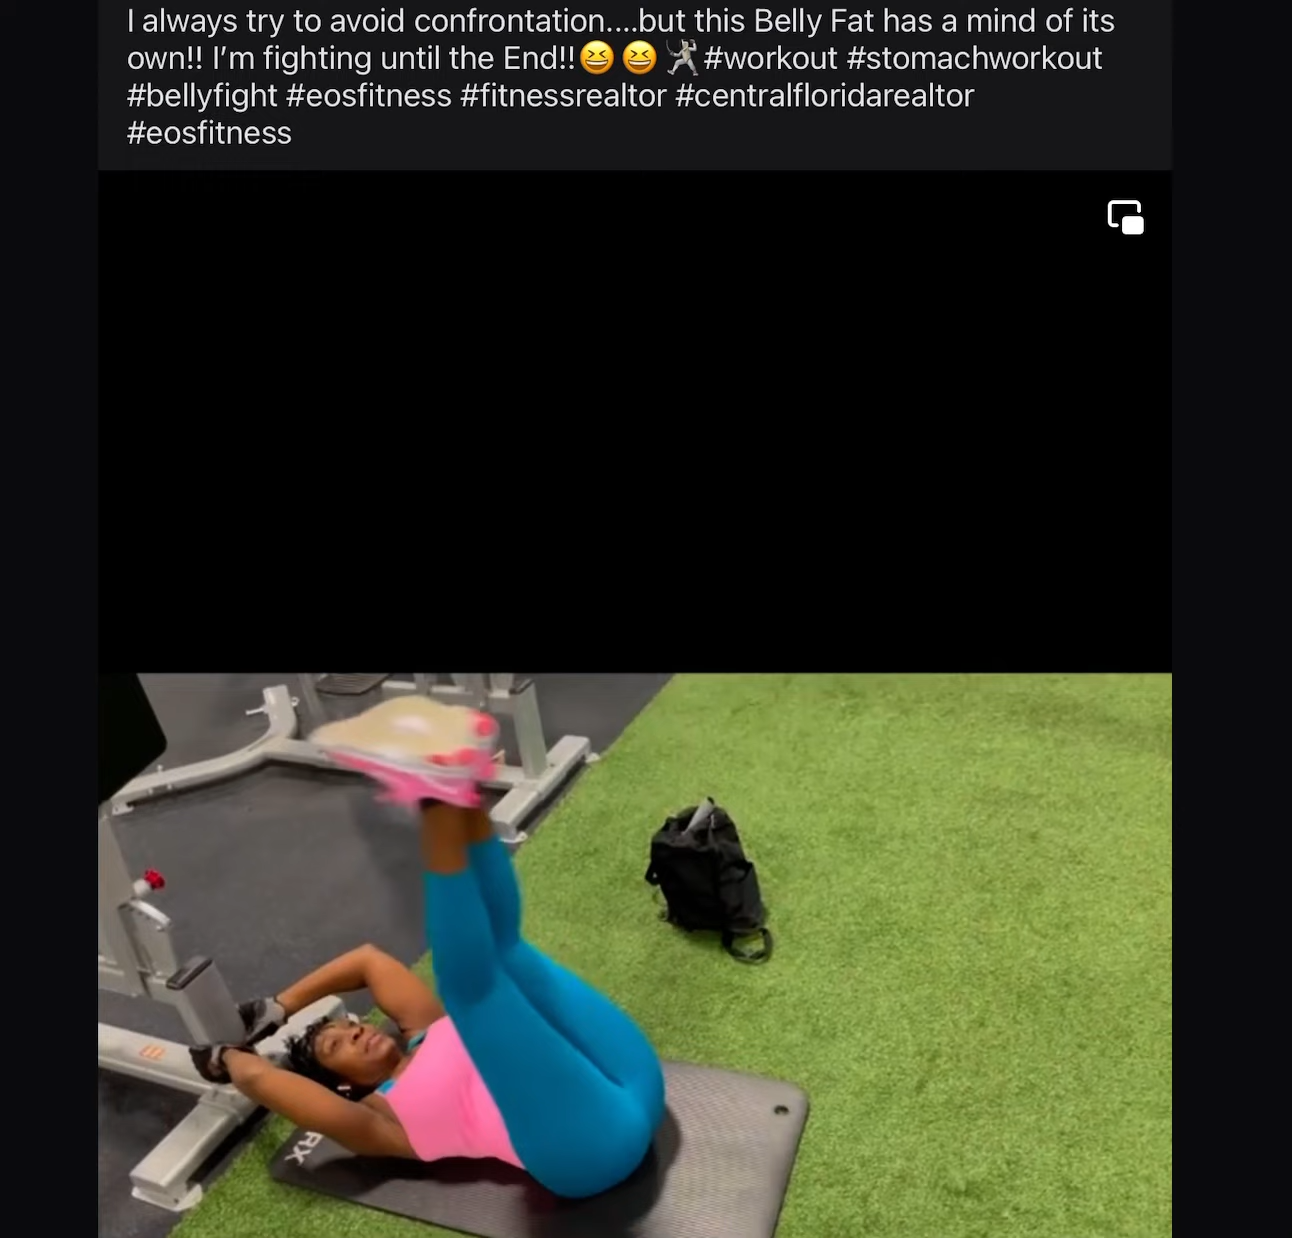 I always try to avoid confrontation....but this Belly Fat has a mind of its
own!! I’m fighting until the End!!😆😆🤺#workout #stomachworkout
#bellyfight #eosfitness #fitnessrealtor #centralfloridarealtor
#eosfitness
RX